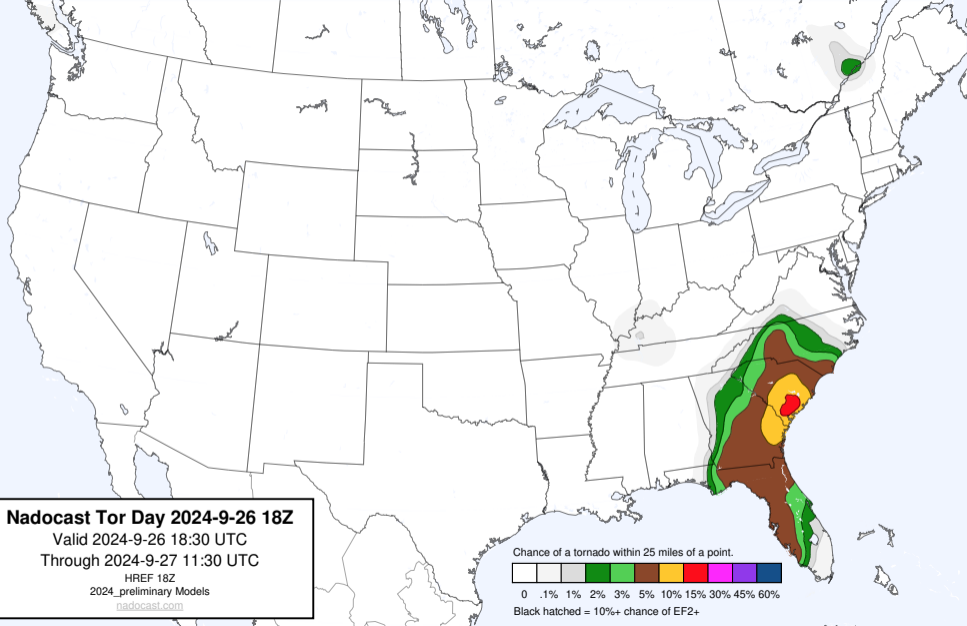 Nadocast Tor Day 2024-9-26 18Z
Valid 2024-9-26 18:30 UTC
Through 2024-9-27 11:30 UTC
HREF 18Z
2024_preliminary Models
nadocast.com
Chance of a tornado within 25 miles of a point.
0 .1% 1% 2% 3% 5% 10% 15% 30% 45% 60%
Black hatched = 10%+ chance of EF2+